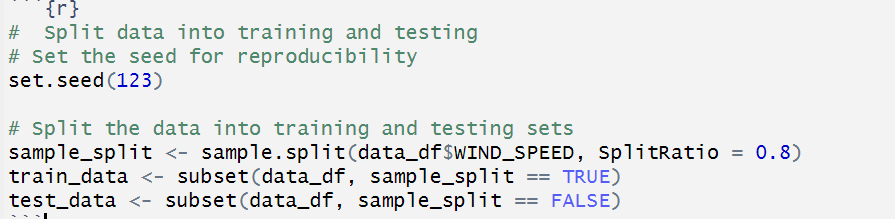 ```{r}
#  Split data into training and testing
# Set the seed for reproducibility
set.seed(123)
# Split the data into training and testing sets
sample_split <- sample.split(data_df$WIND_SPEED, SplitRatio = 0.8)
train_data <- subset(data_df, sample_split == TRUE)
test_data <- subset(data_df, sample_split == FALSE)
```